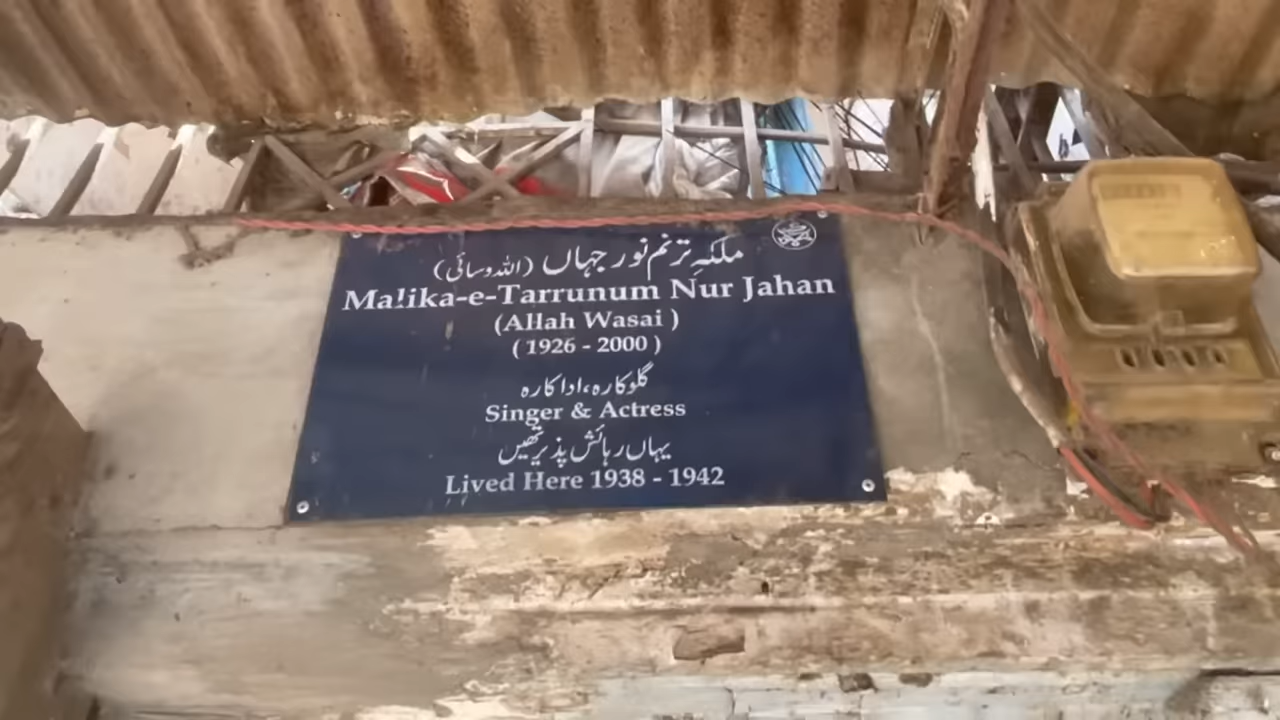 ملکہِ ترنم نور جہاں (اللہ وسائی)
Malika-e-Tarrunum Nur Jahan
(Allah Wasai )
( 1926 - 2000 )
گلوکارہ، اداکارہ
Singer & Actress
یہاں رہائش پذیر تھیں
Lived Here 1938 - 1942